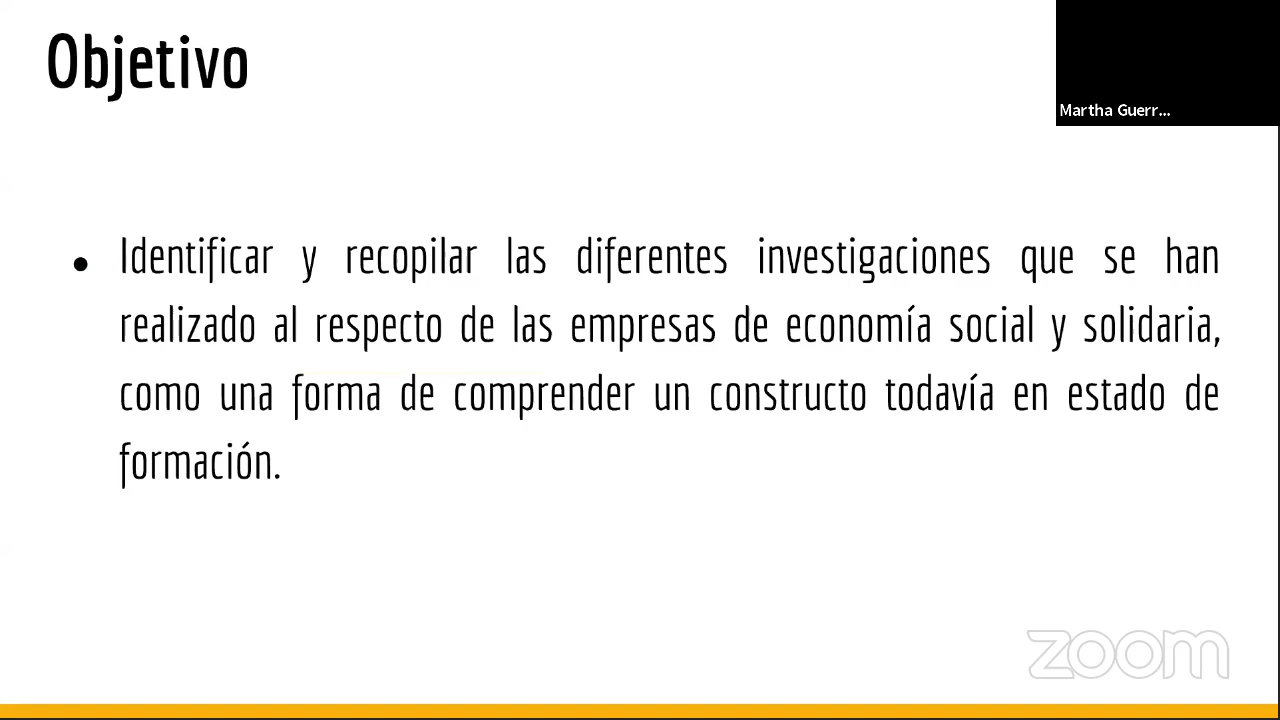 Objetivo
Martha Guerr...
• Identificar y recopilar las diferentes investigaciones que se han
realizado al respecto de las empresas de economía social y solidaria,
como una forma de comprender un constructo todavía en estado de
formación.
zoom